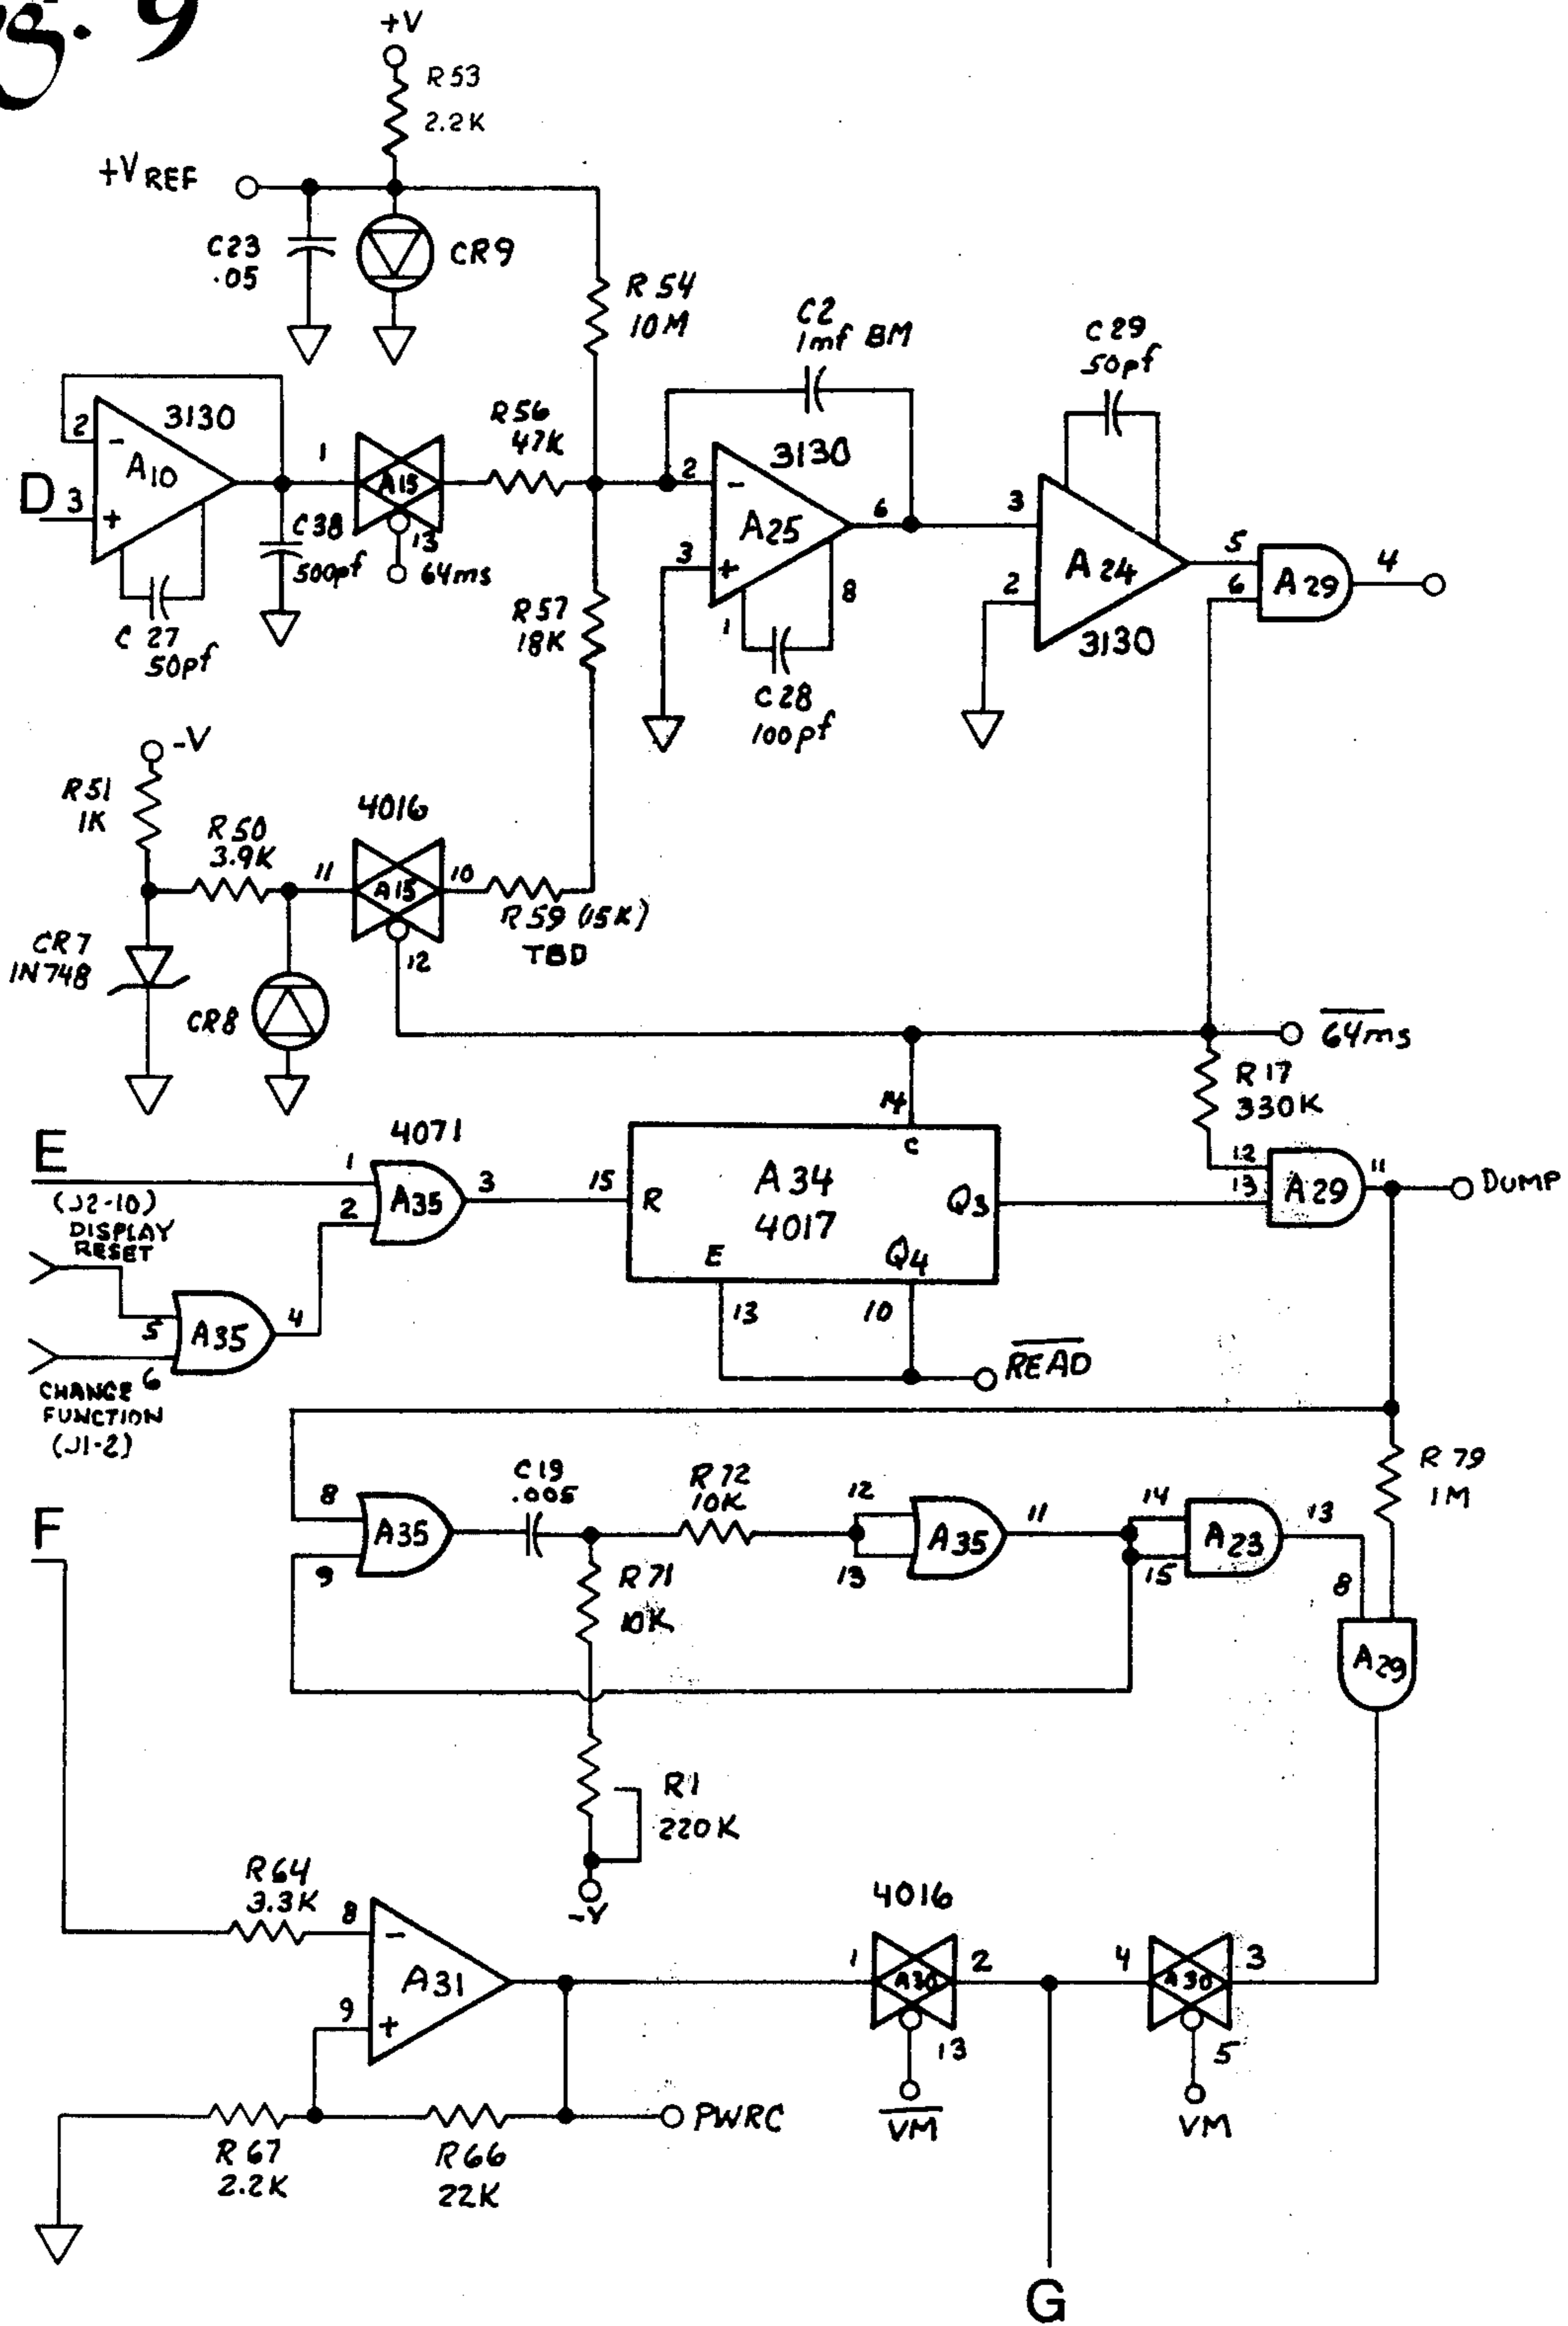 g. 9
+V
R53
2.2K
+V REF
C23
.05
CR9
R54
10M
C2
1mf BM
C29
50pf
3130
2
-
A10
D 3
+
1
A15
13
64ms
R56
47K
C38
500pf
C27
50pf
2
-
3130
A25
6
3
+
1
8
C28
100pf
3
A24
2
3130
5
6
A29
4
R57
18K
-V
R51
1K
R50
3.9K
4016
11
A15
10
12
R59 (15K)
TBD
CR7
1N748
CR8
64ms
R17
330K
E
(J2-10)
DISPLAY
RESET
1
2
4071
A35
3
15
R
A34
4017
14
C
Q3
E
Q4
13
10
READ
12
13
A29
11
DUMP
5
6
A35
4
CHANGE
FUNCTION
(J1-2)
F
8
9
A35
C19
.005
R72
10K
12
13
A35
11
14
15
A23
13
R79
1M
8
A29
R71
10K
R1
220K
-V
R64
3.3K
8
-
A31
9
+
R67
2.2K
R66
22K
PWRC
4016
1
A30
2
13
VM
4
A30
3
5
VM
G